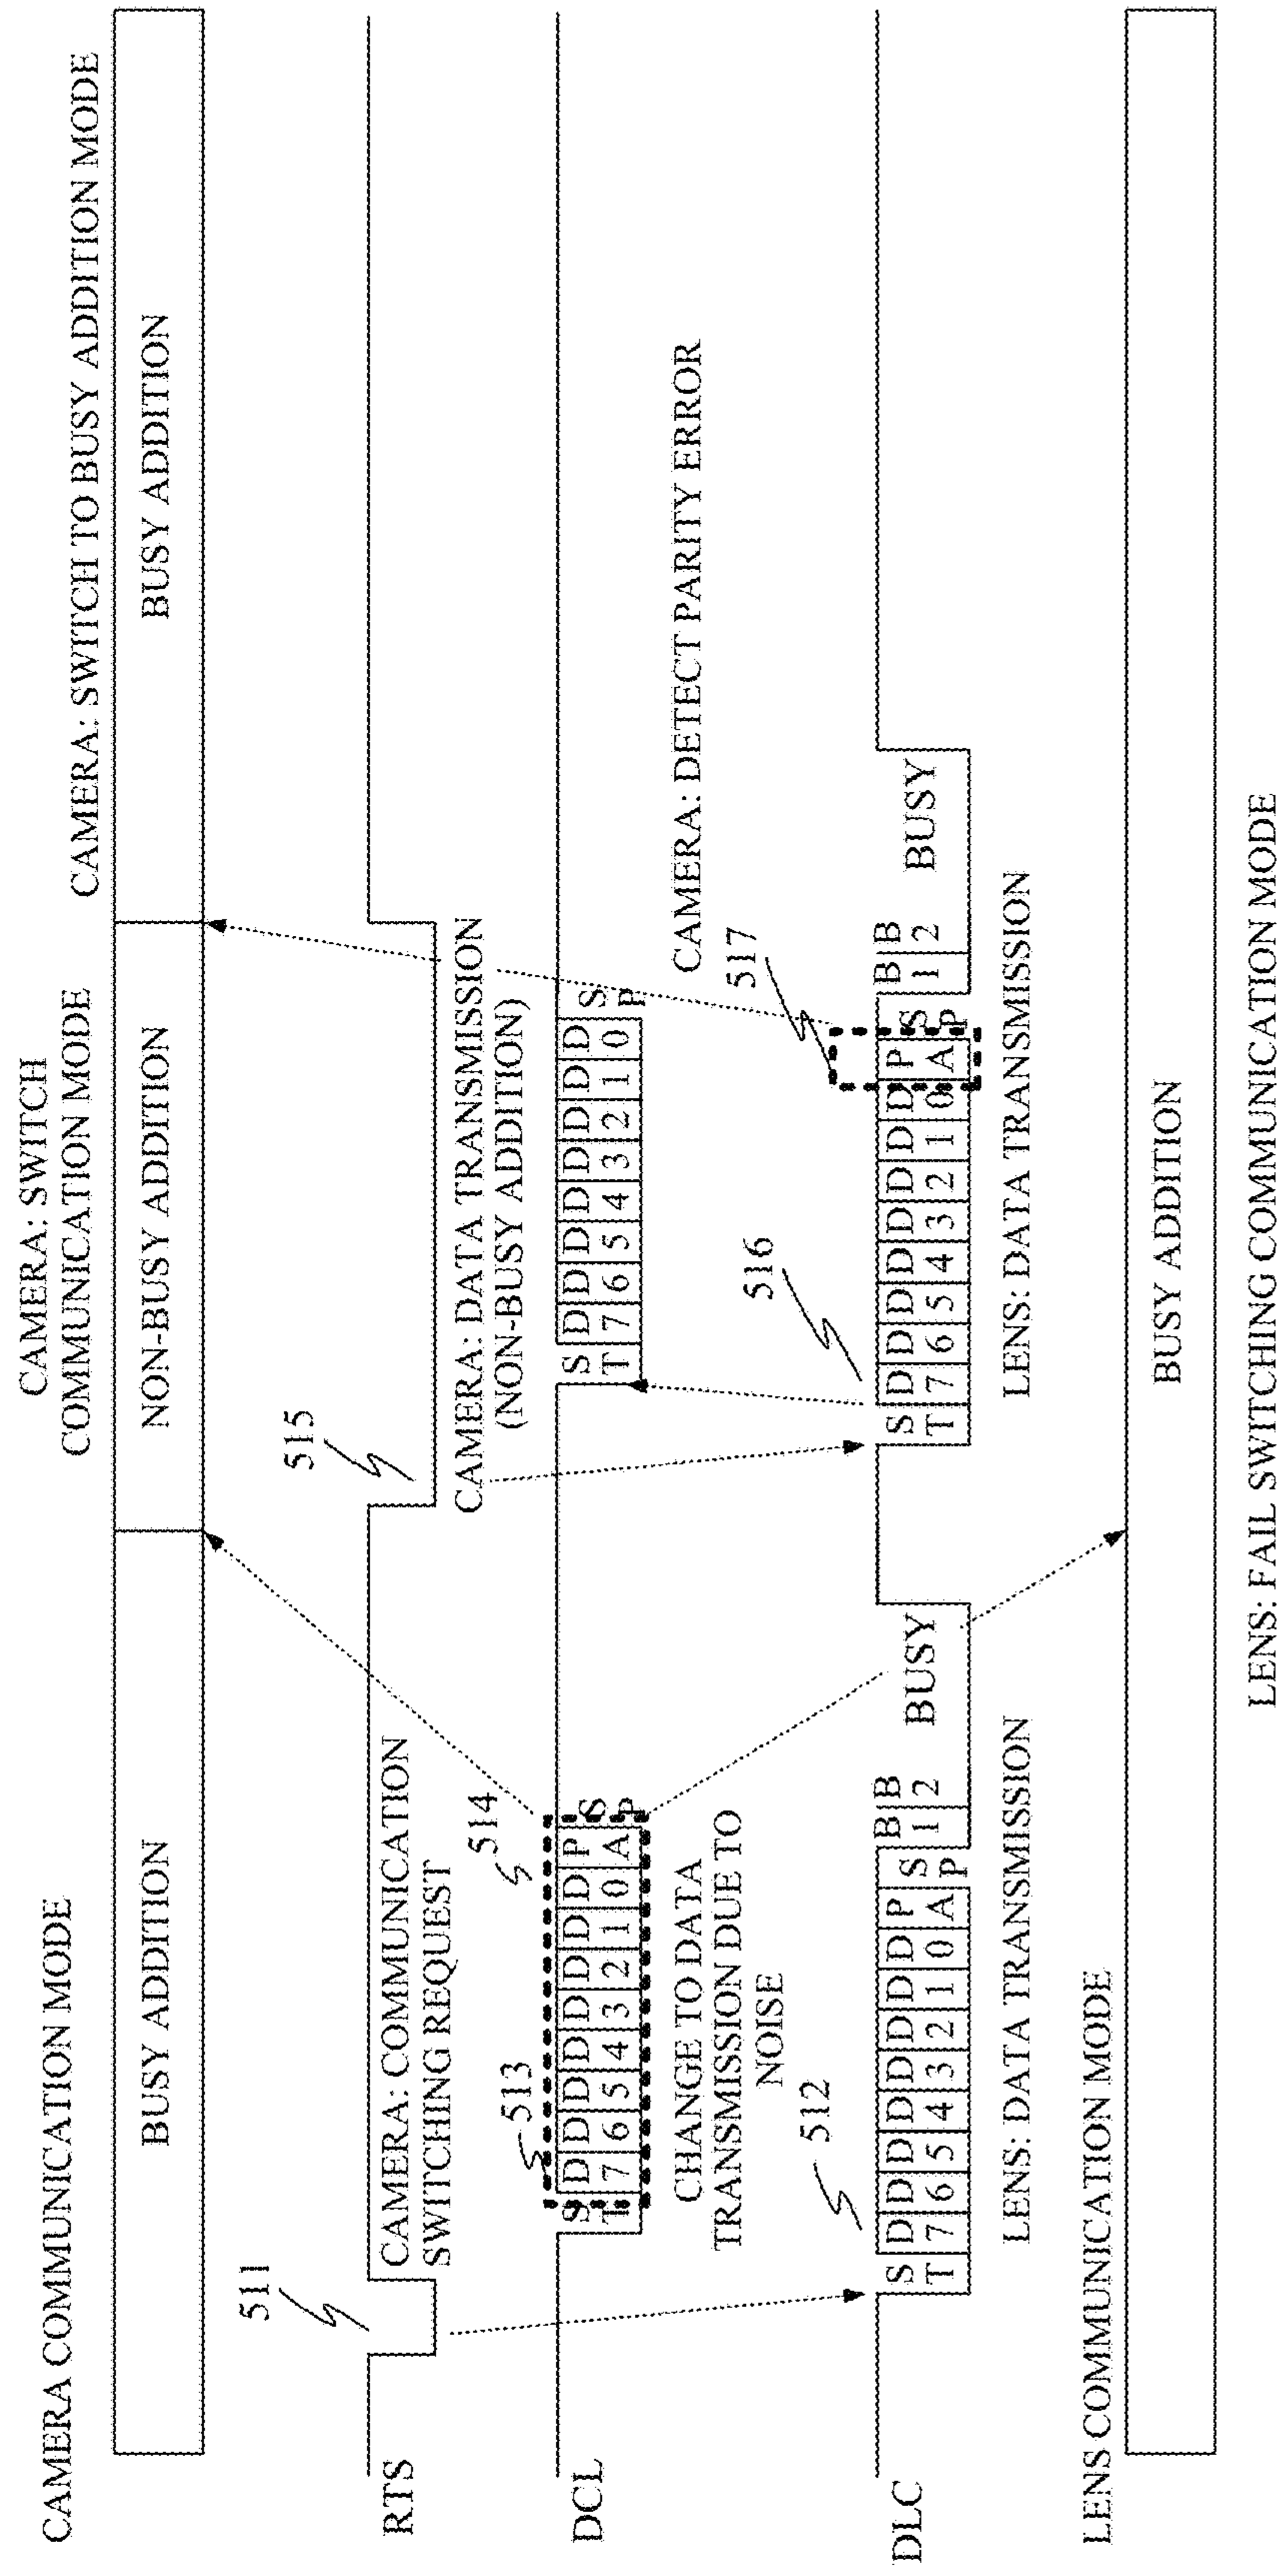 CAMERA COMMUNICATION MODE
CAMERA: SWITCH
COMMUNICATION MODE
CAMERA: SWITCH TO BUSY ADDITION MODE
BUSY ADDITION
NON-BUSY ADDITION
BUSY ADDITION
511
515
RTS
CAMERA: COMMUNICATION
SWITCHING REQUEST
CAMERA: DATA TRANSMISSION
(NON-BUSY ADDITION)
513
514
DCL
S D D D D D D D D P S
T 7 6 5 4 3 2 1 0 A P
S D D D D D D D D S
T 7 6 5 4 3 2 1 0 P
CHANGE TO DATA
TRANSMISSION DUE TO
NOISE
CAMERA: DETECT PARITY ERROR
512
516
517
DLC
S D D D D D D D D P S B B
T 7 6 5 4 3 2 1 0 A P 1 2
BUSY
S D D D D D D D D P S B B
T 7 6 5 4 3 2 1 0 A P 1 2
BUSY
LENS: DATA TRANSMISSION
LENS: DATA TRANSMISSION
LENS COMMUNICATION MODE
BUSY ADDITION
LENS: FAIL SWITCHING COMMUNICATION MODE